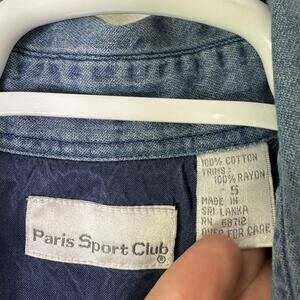 Paris Sport Club®
100% COTTON
TRIMS:
100% RAYON
S
MADE IN
SRI LANKA
RN 68712
OVER FOR CARE